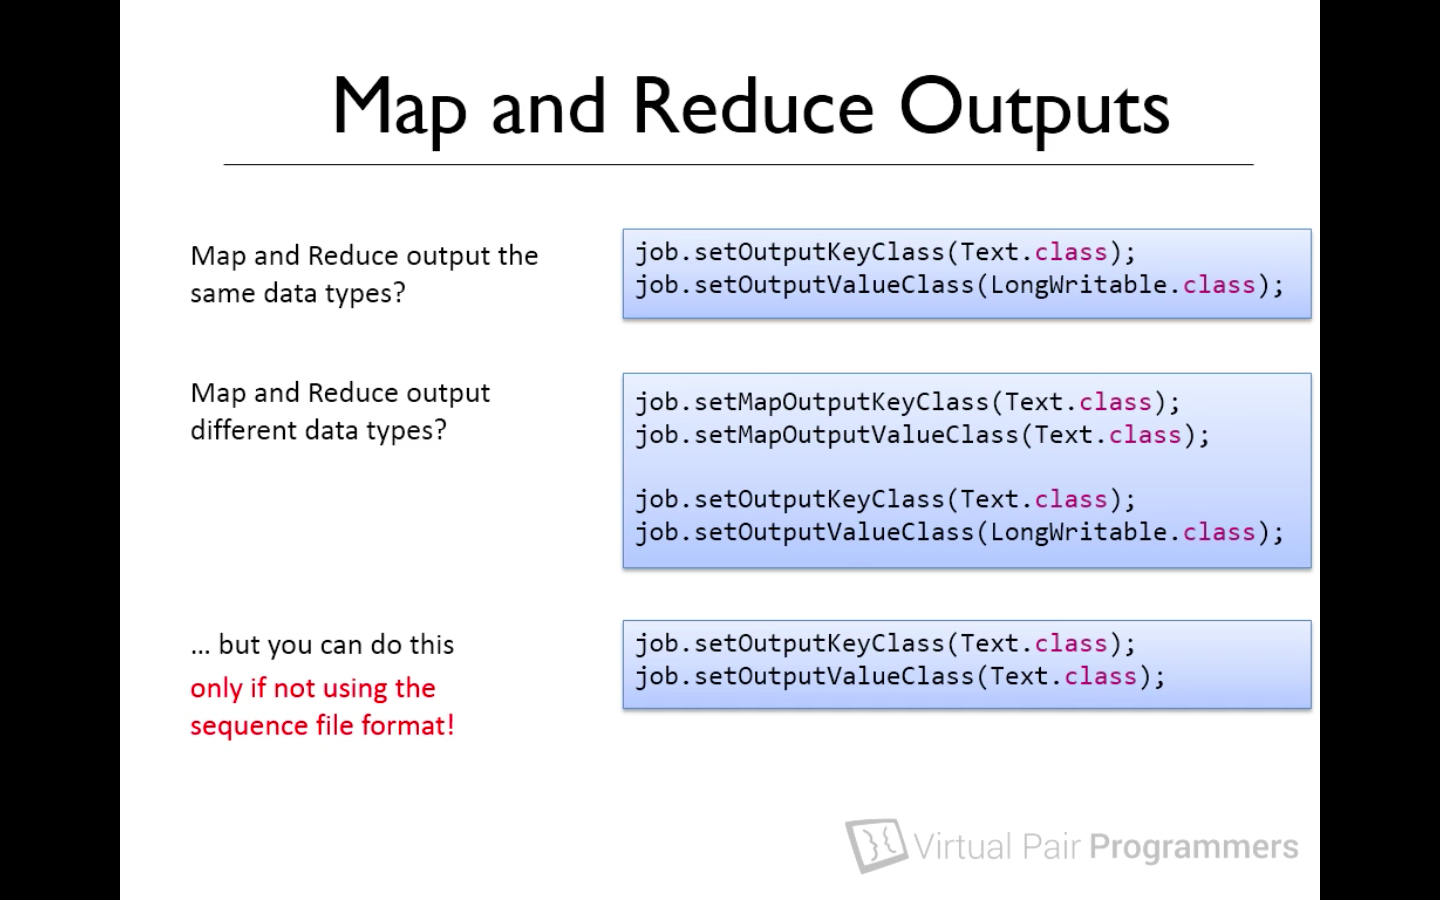 Map and Reduce Outputs
Map and Reduce output the
same data types?
job.setOutputKeyClass(Text.class);
job.setOutputValueClass(LongWritable.class);
Map and Reduce output
different data types?
job.setMapOutputKeyClass(Text.class);
job.setMapOutputValueClass(Text.class);
job.setOutputKeyClass(Text.class);
job.setOutputValueClass(LongWritable.class);
... but you can do this
only if not using the
sequence file format!
job.setOutputKeyClass(Text.class);
job.setOutputValueClass(Text.class);
Virtual Pair Programmers